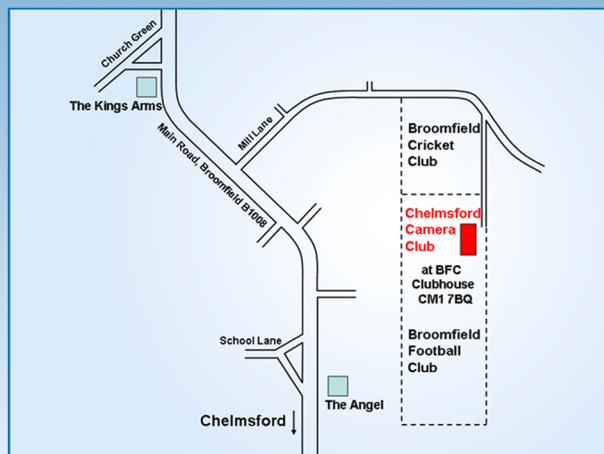 Church Green
The Kings Arms
Mill Lane
Main Road, Broomfield B1008
Broomfield
Cricket
Club
Chelmsford
Camera
Club
at BFC
Clubhouse
CM1 7BQ
Broomfield
Football
Club
School Lane
The Angel
Chelmsford